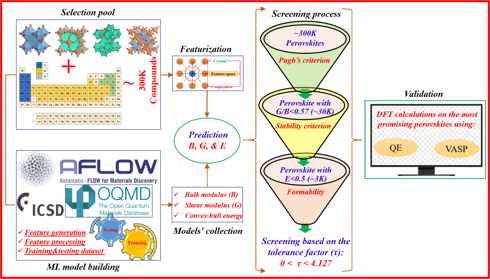 Selection pool
~ 300K
Compounds
AFLOW
Automatic - FLOW for Materials Discovery
ICSD
OQMD
The Open Quantum
Materials Database
Feature generation
Feature processing
Training&testing dataset
Testing
Training
ML model building
Featurization
Crystal
Feature space
Composition
Prediction
B, G, & E
Bulk modulus (B)
Shear modulus (G)
Convex hull energy
Models' collection
Screening process
~300K
Perovskites
Pugh's criterion
Perovskite with
G/B<0.57 (~30K)
Stability criterion
Perovskite with
E<0.5 (~3K)
Formability
Screening based on the
tolerance factor (τ):
0 < τ < 4.127
Validation
DFT calculations on the most
promising perovskites using:
QE
VASP